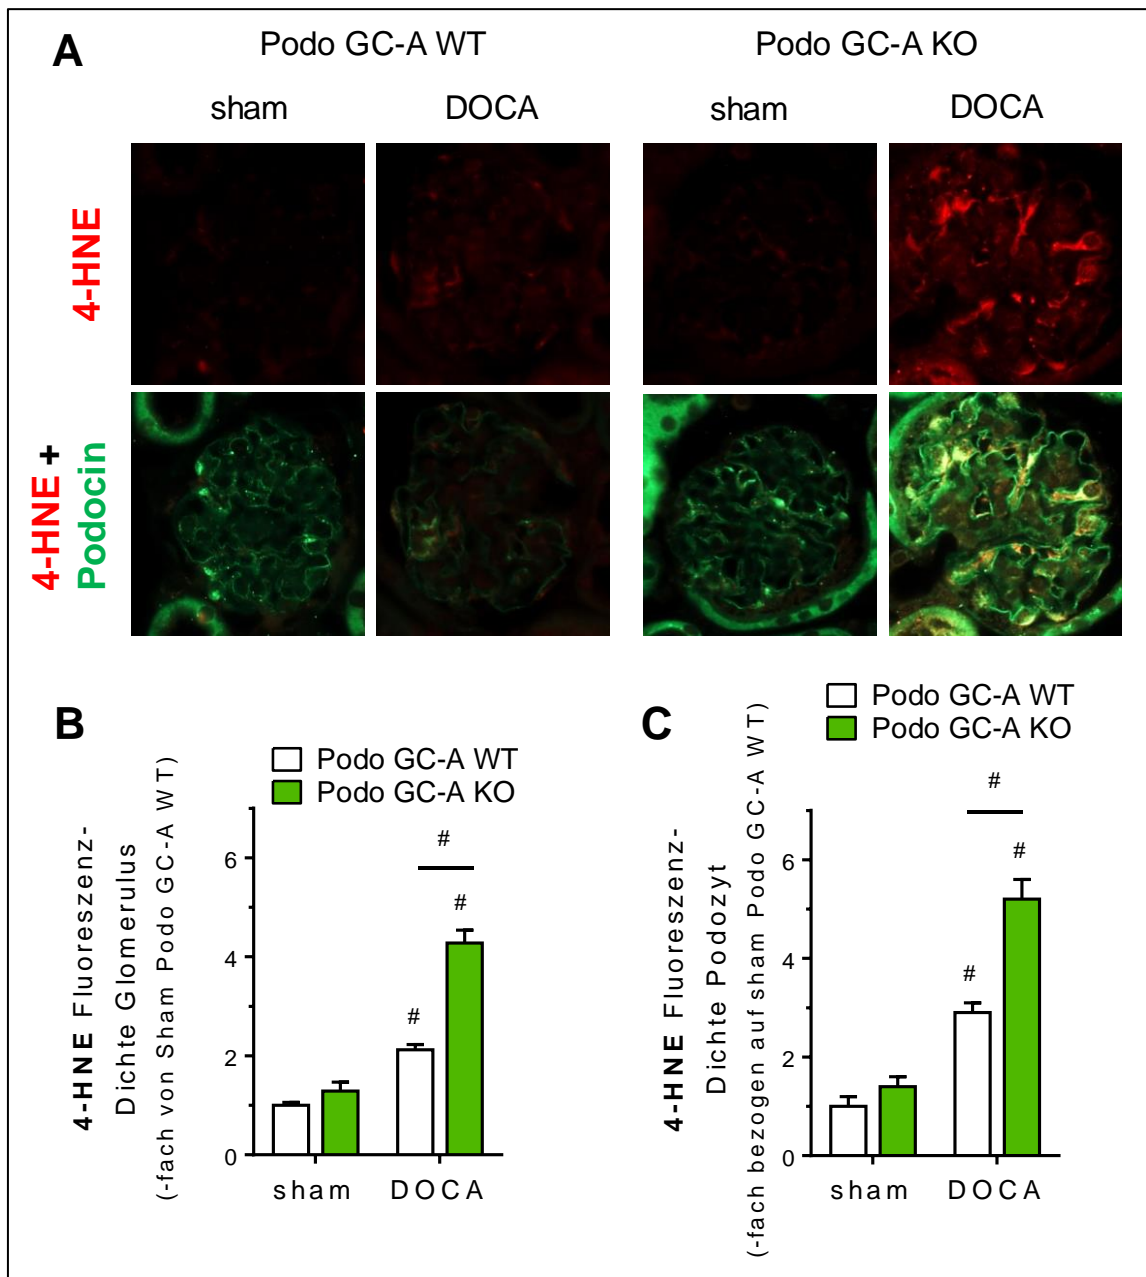 A
Podo GC-A WT
Podo GC-A KO
sham
DOCA
sham
DOCA
4-HNE
4-HNE +
Podocin
B
Podo GC-A WT
Podo GC-A KO
4-HNE Fluoreszenz-
Dichte Glomerulus
(-fach von Sham Podo GC-A WT)
6
4
2
0
#
#
#
sham
DOCA
C
Podo GC-A WT
Podo GC-A KO
4-HNE Fluoreszenz-
Dichte Podozyt
(-fach bezogen auf sham Podo GC-A WT)
6
4
2
0
#
#
#
sham
DOCA